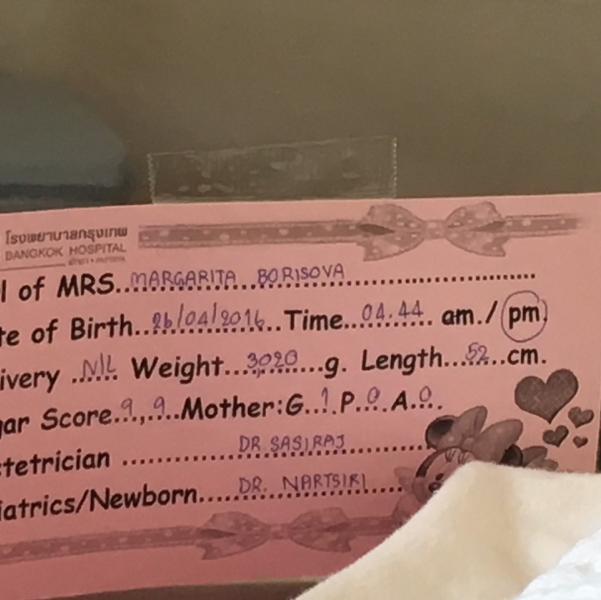 โรงพยาบาลกรุงเทพ
BANGKOK HOSPITAL
l of MRS...MARGARITA BORISOVA
te of Birth...26/04/2016...Time...04.44 am./pm.
ivery...N/L Weight...3020...g. Length...52...cm.
gar Score.9.,.9..Mother:G..1.P..0.A..0.
tetrician ...DR SASIRAJ
iatrics/Newborn...DR. NARTSIRI